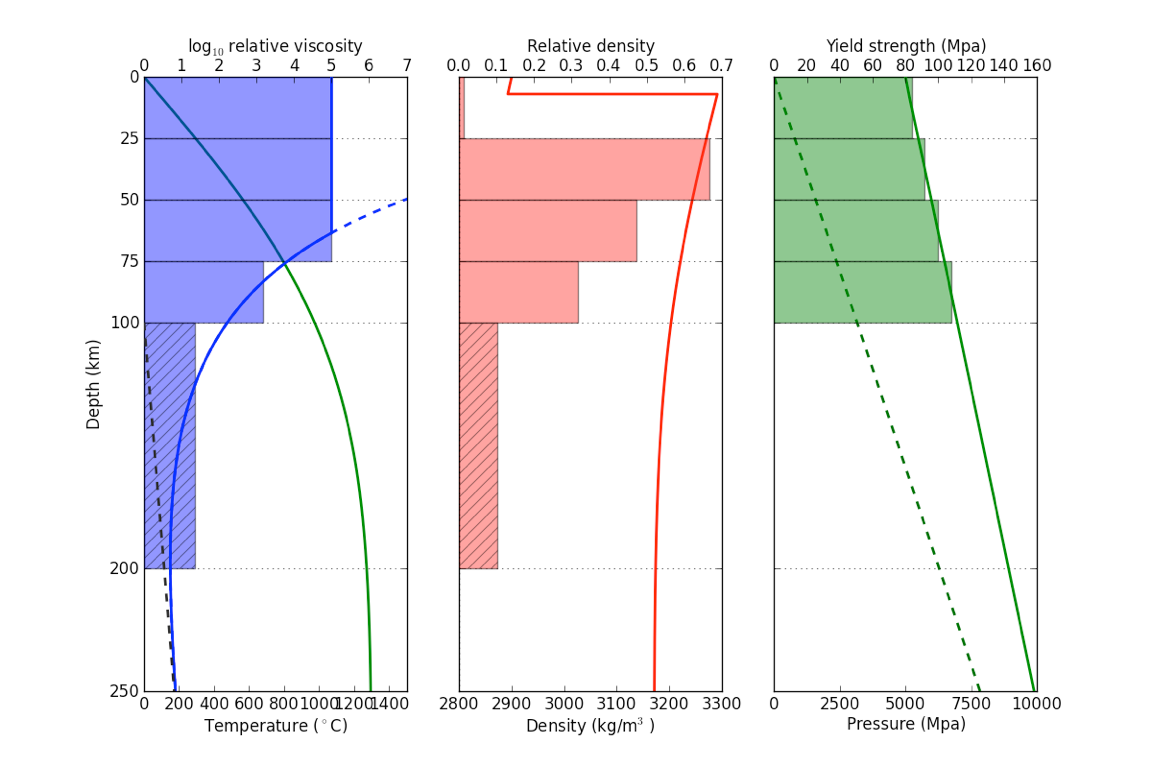 log₁₀ relative viscosity
0 1 2 3 4 5 6 7
Relative density
0.0 0.1 0.2 0.3 0.4 0.5 0.6 0.7
Yield strength (Mpa)
0 20 40 60 80 100 120 140 160
0
25
50
75
100
200
250
Depth (km)
0 200 400 600 800 1000 1200 1400
Temperature (°C)
2800 2900 3000 3100 3200 3300
Density (kg/m³ )
0 2500 5000 7500 10000
Pressure (Mpa)